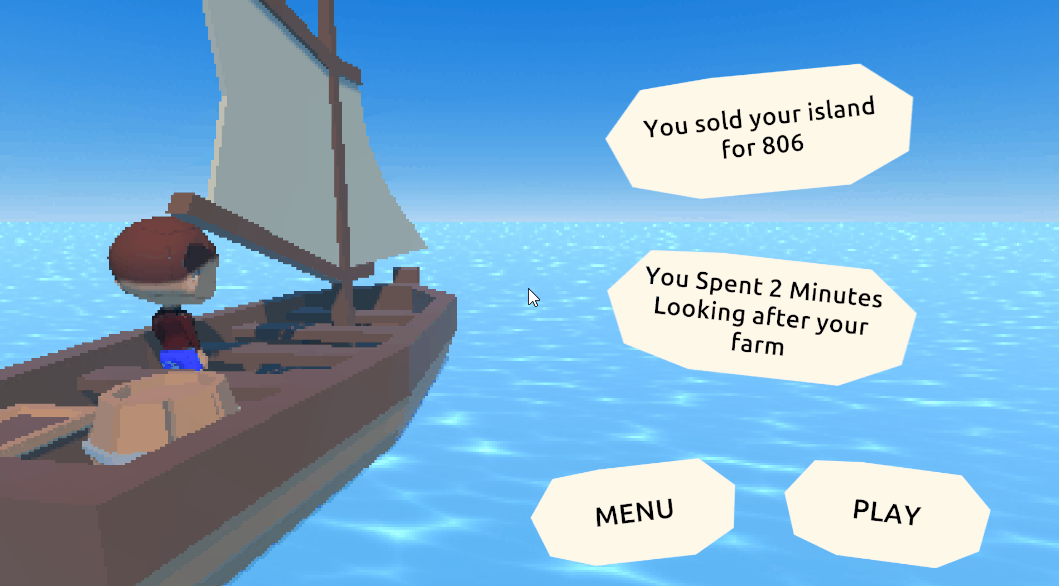 You sold your island
for 806
You Spent 2 Minutes
Looking after your
farm
MENU
PLAY